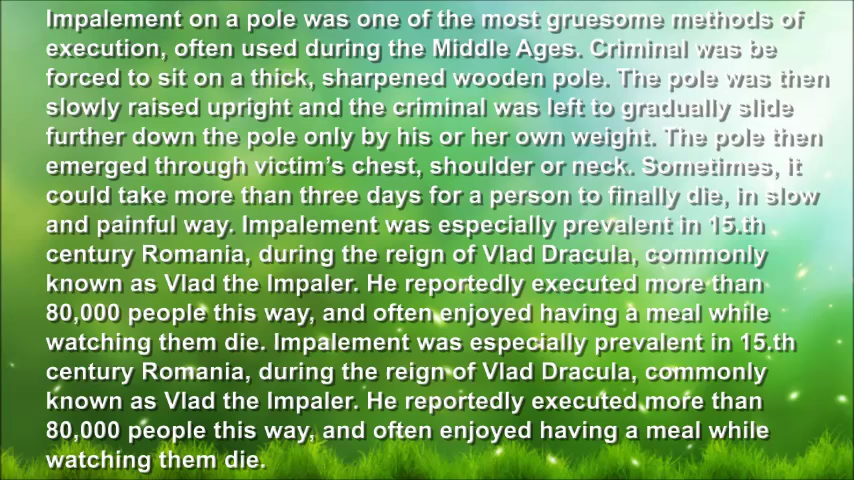 Impalement on a pole was one of the most gruesome methods of
execution, often used during the Middle Ages. Criminal was be
forced to sit on a thick, sharpened wooden pole. The pole was then
slowly raised upright and the criminal was left to gradually slide
further down the pole only by his or her own weight. The pole then
emerged through victim's chest, shoulder or neck. Sometimes, it
could take more than three days for a person to finally die, in slow
and painful way. Impalement was especially prevalent in 15.th
century Romania, during the reign of Vlad Dracula, commonly
known as Vlad the Impaler. He reportedly executed more than
80,000 people this way, and often enjoyed having a meal while
watching them die. Impalement was especially prevalent in 15.th
century Romania, during the reign of Vlad Dracula, commonly
known as Vlad the Impaler. He reportedly executed more than
80,000 people this way, and often enjoyed having a meal while
watching them die.